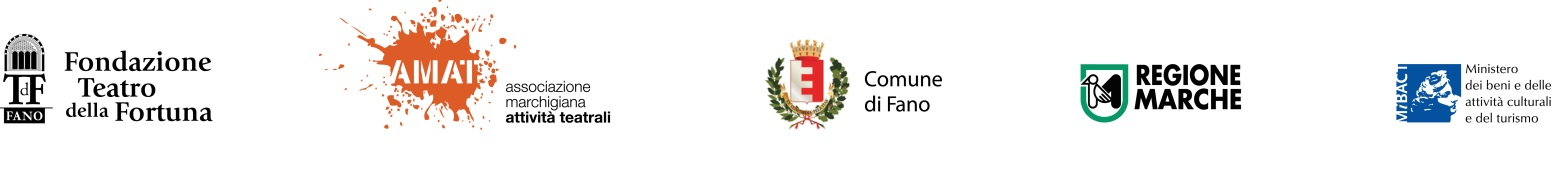 TdF
FANO
Fondazione
Teatro
della Fortuna
AMAT
associazione
marchigiana
attività teatrali
Comune
di Fano
REGIONE
MARCHE
MiBACT
Ministero
dei beni e delle
attività culturali
e del turismo